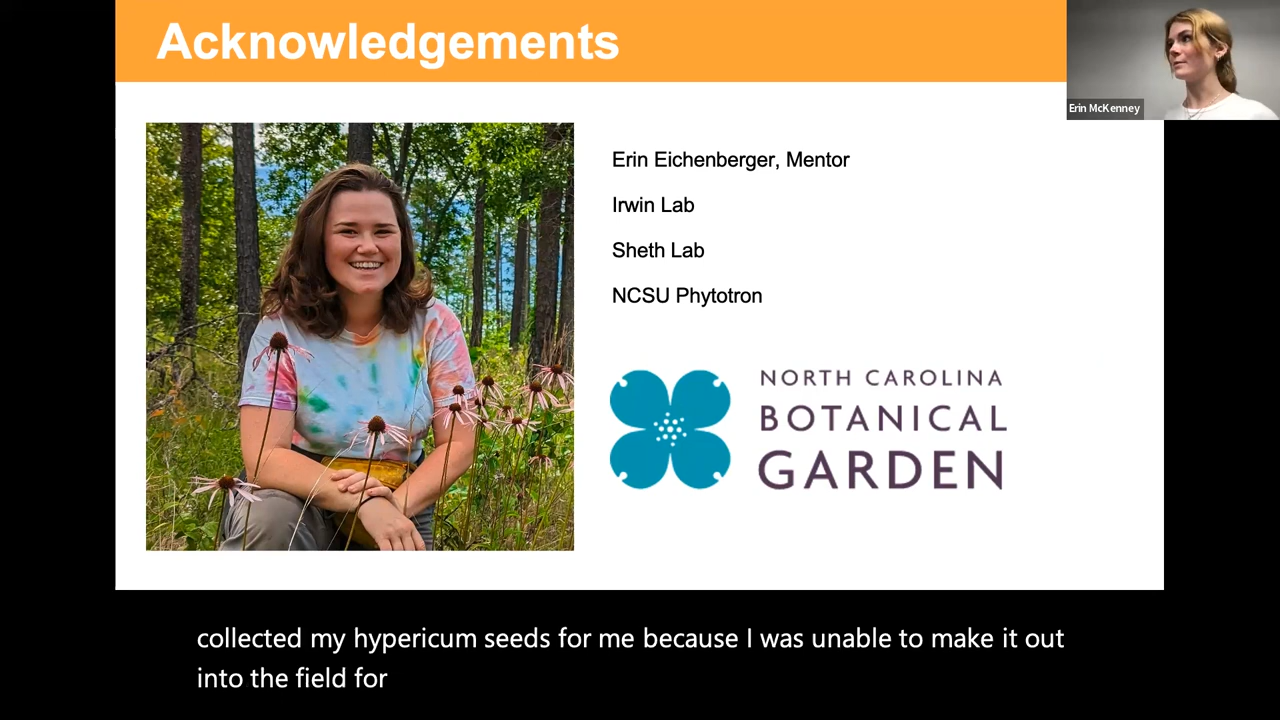 Acknowledgements
Erin McKenney
Erin Eichenberger, Mentor
Irwin Lab
Sheth Lab
NCSU Phytotron
NORTH CAROLINA
BOTANICAL
GARDEN
collected my hypericum seeds for me because I was unable to make it out
into the field for